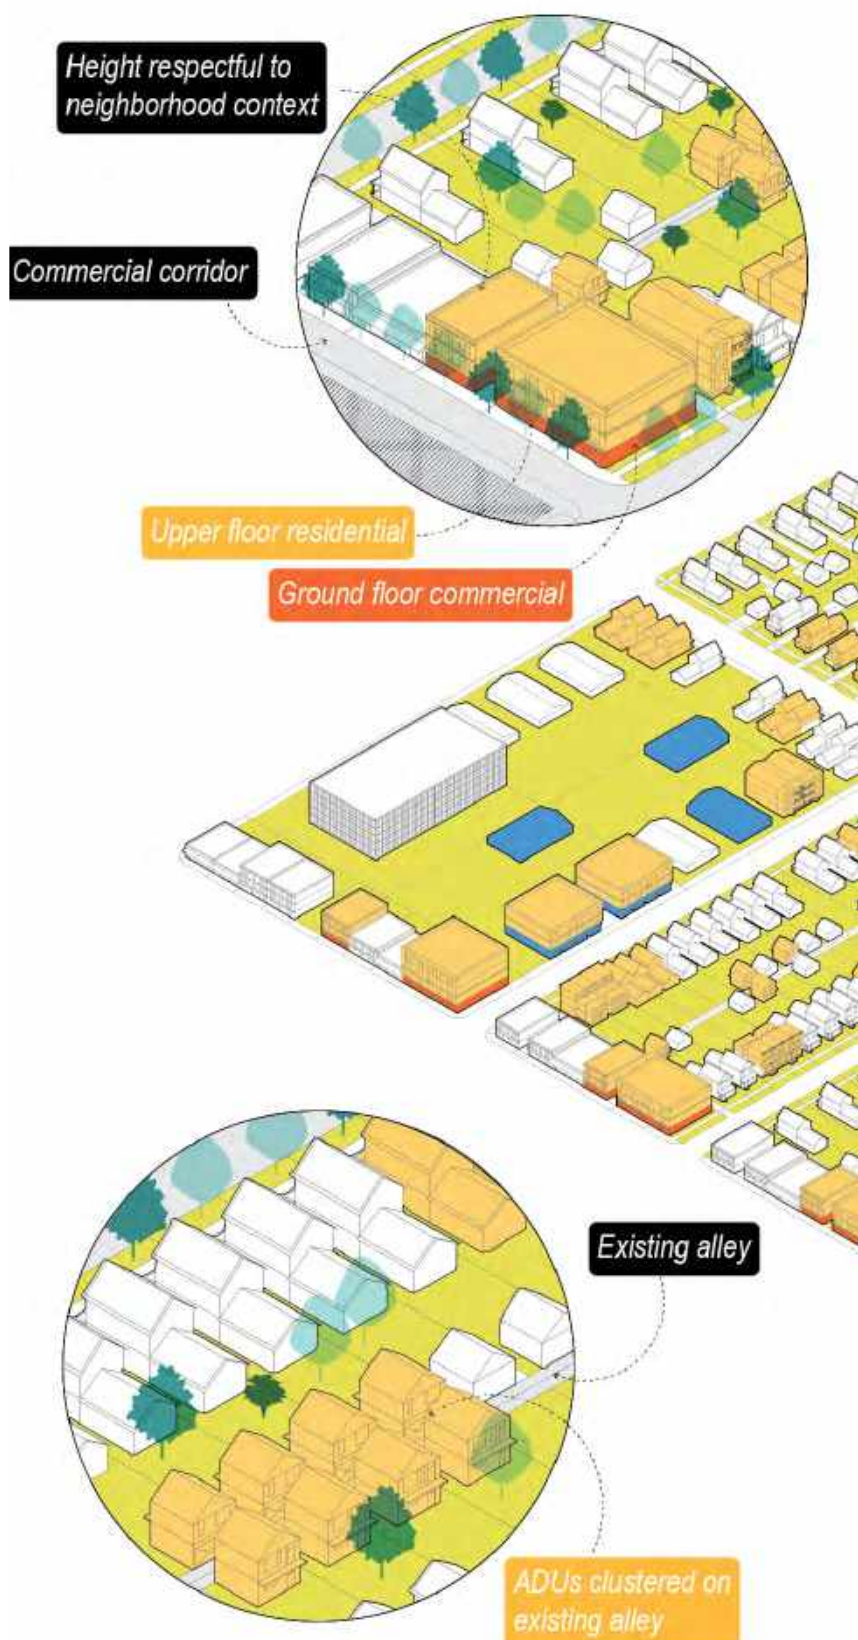 Height respectful to
neighborhood context
Commercial corridor
Upper floor residential
Ground floor commercial
Existing alley
ADUs clustered on
existing alley